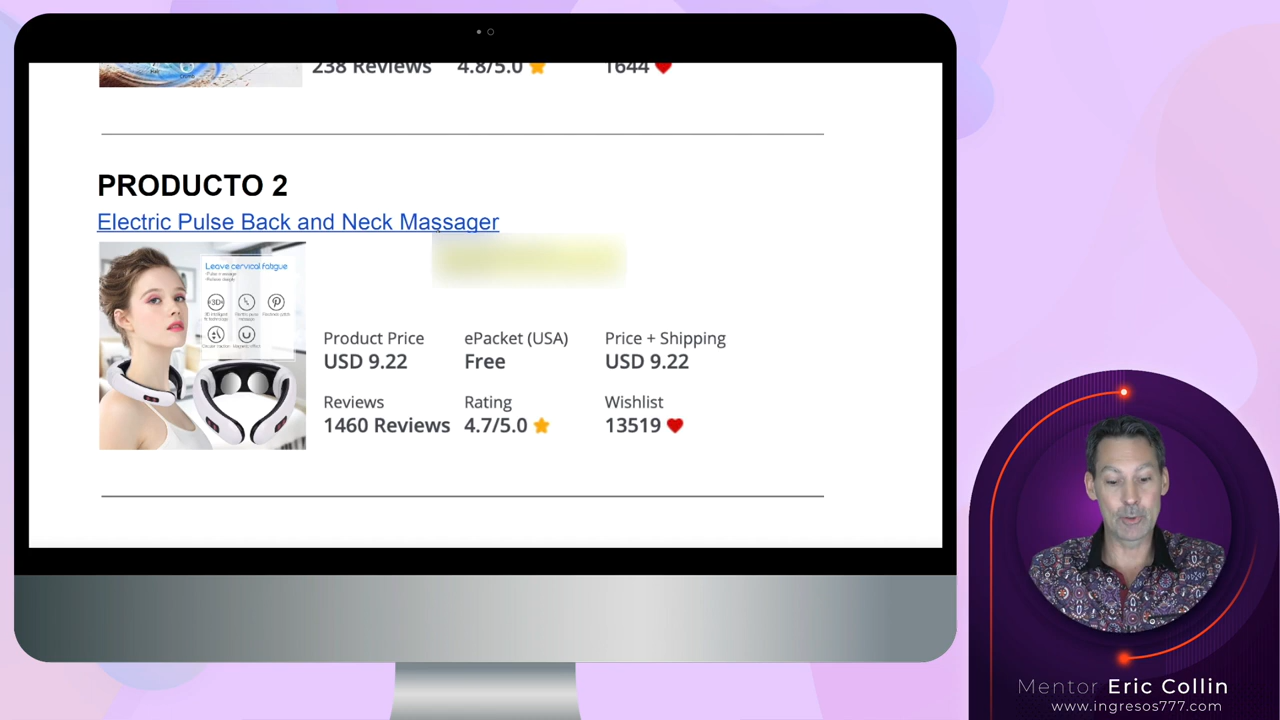 238 Reviews 4.8/5.0 1644
PRODUCTO 2
Electric Pulse Back and Neck Massager
Leave cervical fatigue
Product Price ePacket (USA) Price + Shipping
USD 9.22 Free USD 9.22
Reviews Rating Wishlist
1460 Reviews 4.7/5.0 13519
Mentor Eric Collin
www.ingresos777.com